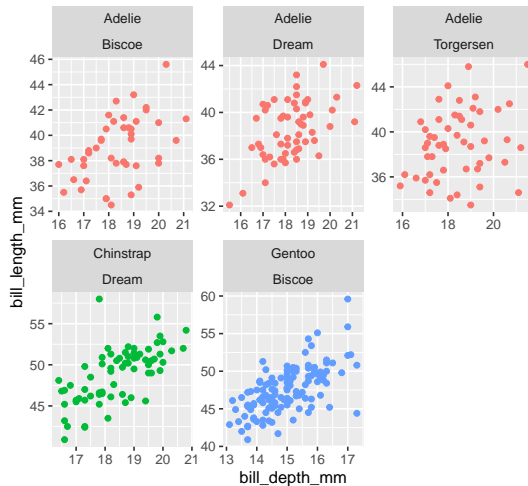 Adelie
Biscoe
Adelie
Dream
Adelie
Torgersen
46
44
42
40
38
36
34
16 17 18 19 20 21
44
40
36
32
16 17 18 19 20 21
44
40
36
16 18 20
bill_length_mm
Chinstrap
Dream
Gentoo
Biscoe
55
50
45
17 18 19 20
60
55
50
45
40
13 14 15 16 17
bill_depth_mm